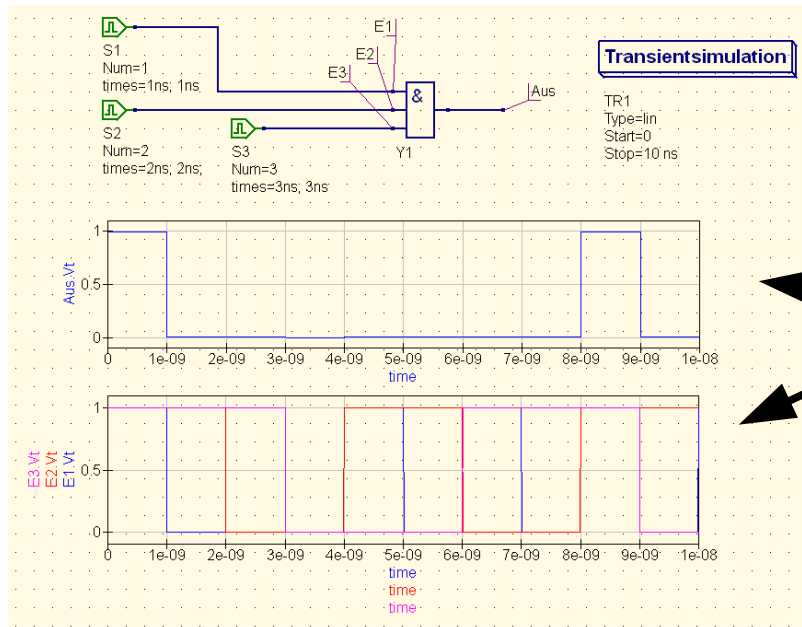 S1
Num=1
times=1ns; 1ns
S2
Num=2
times=2ns; 2ns;
S3
Num=3
times=3ns; 3ns
E1
E2
E3
&
Y1
Aus
Transientsimulation
TR1
Type=lin
Start=0
Stop=10 ns
Aus.Vt
1
0.5
0
0 1e-09 2e-09 3e-09 4e-09 5e-09 6e-09 7e-09 8e-09 9e-09 1e-08
time
E3.Vt
E2.Vt
E1.Vt
1
0.5
0
0 1e-09 2e-09 3e-09 4e-09 5e-09 6e-09 7e-09 8e-09 9e-09 1e-08
time
time
time